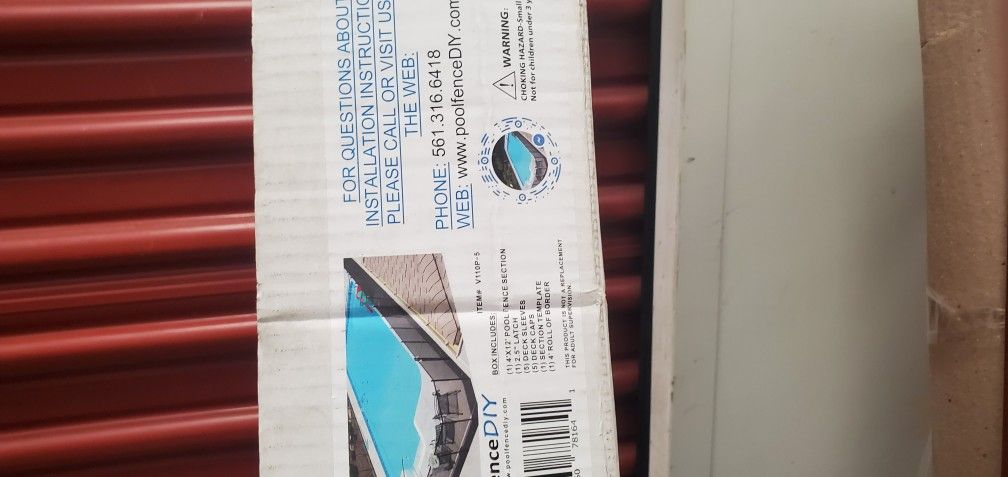 FOR QUESTIONS ABOUT
INSTALLATION INSTRUCTIO
PLEASE CALL OR VISIT US
THE WEB:
PHONE: 561.316.6418
WEB: www.poolfenceDIY.com
WARNING:
CHOKING HAZARD-Small
Not for children under 3 y
ITEM# V110P-5
BOX INCLUDES:
(1) 4'X12' POOL FENCE SECTION
(1) 2.5" LATCH
(5) DECK SLEEVES
(5) DECK CAPS
(1) SECTION TEMPLATE
(1) 4' ROLL OF BORDER
THIS PRODUCT IS NOT A REPLACEMENT
FOR ADULT SUPERVISION.
enceDIY
w.poolfencediy.com
50 78164 1